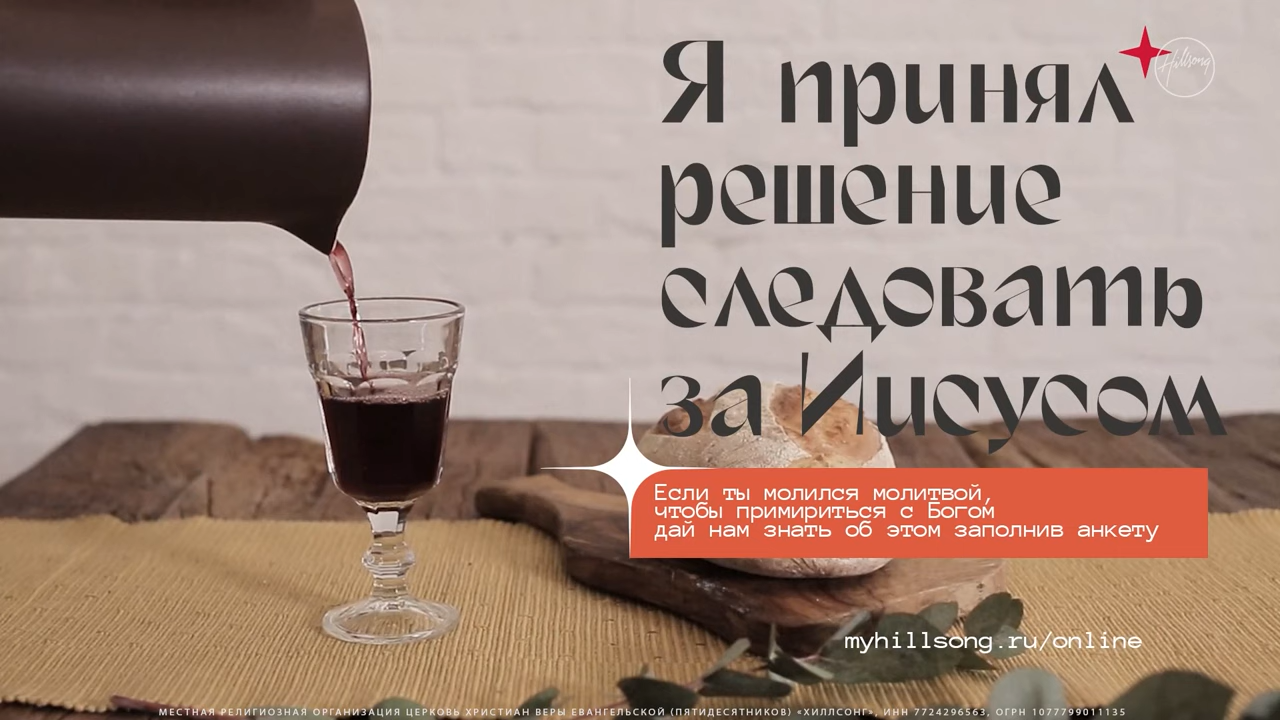 Я принял
Hillsong
решение
следовать
за Иисусом
Если ты молился молитвой,
чтобы примириться с Богом
дай нам знать об этом заполнив анкету
myhillsong.ru/online
МЕСТНАЯ РЕЛИГИОЗНАЯ ОРГАНИЗАЦИЯ ЦЕРКОВЬ ХРИСТИАН ВЕРЫ ЕВАНГЕЛЬСКОЙ (ПЯТИДЕСЯТНИКОВ) «ХИЛЛСОНГ», ИНН 7724296563, ОГРН 1077799011135